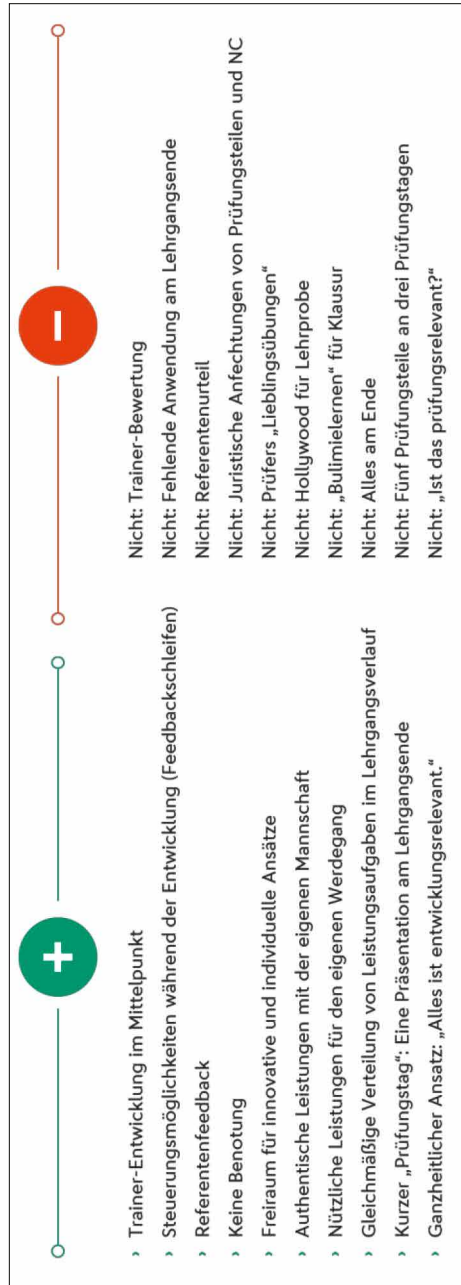 +
› Trainer-Entwicklung im Mittelpunkt
› Steuerungsmöglichkeiten während der Entwicklung (Feedbackschleifen)
› Referentenfeedback
› Keine Benotung
› Freiraum für innovative und individuelle Ansätze
› Authentische Leistungen mit der eigenen Mannschaft
› Nützliche Leistungen für den eigenen Werdegang
› Gleichmäßige Verteilung von Leistungsaufgaben im Lehrgangsverlauf
› Kurzer „Prüfungstag“: Eine Präsentation am Lehrgangsende
› Ganzheitlicher Ansatz: „Alles ist entwicklungsrelevant.“
–
Nicht: Trainer-Bewertung
Nicht: Fehlende Anwendung am Lehrgangsende
Nicht: Referentenurteil
Nicht: Juristische Anfechtungen von Prüfungsteilen und NC
Nicht: Prüfers „Lieblingsübungen“
Nicht: Hollywood für Lehrprobe
Nicht: „Bulimielernen“ für Klausur
Nicht: Alles am Ende
Nicht: Fünf Prüfungsteile an drei Prüfungstagen
Nicht: „Ist das prüfungsrelevant?“